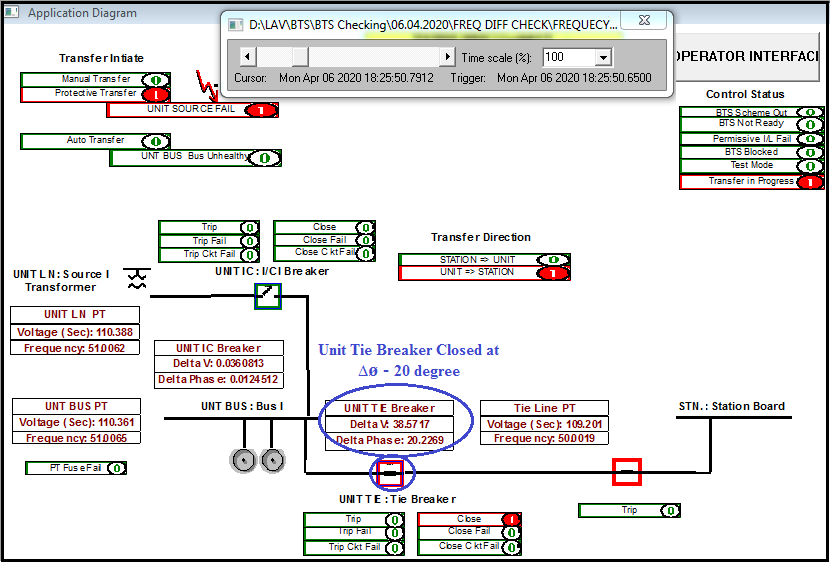 Application Diagram
D:\LAV\BTS\BTS Checking\06.04.2020\FREQ DIFF CHECK\FREQUECY...
Time scale (%): 100
Cursor: Mon Apr 06 2020 18:25:50.7912 Trigger: Mon Apr 06 2020 18:25:50.6500
OPERATOR INTERFACI
Transfer Intiate
Manual Transfer 0
Protective Transfer 1
UNIT SOURCE FAIL 1
Auto Transfer 0
UNT BUS Bus Unhealthy 0
Control Status
BTS Scheme Out 0
BTS Not Ready 0
Permissive I/L Fail 0
BTS Blocked 0
Test Mode 0
Transfer in Progress 1
Trip 0
Trip Fail 0
Trip Ckt Fail 0
Close 0
Close Fail 0
Close Ckt Fail 0
Transfer Direction
STATION => UNIT 0
UNIT => STATION 1
UNIT LN : Source I
Transformer
UNIT IC : I/CI Breaker
UNIT LN PT
Voltage (Sec): 110.388
Frequency: 51.0062
UNIT IC Breaker
Delta V: 0.0360813
Delta Phase: 0.0124512
Unit Tie Breaker Closed at
Δø - 20 degree
UNT BUS PT
Voltage (Sec): 110.361
Frequency: 51.0065
PT Fuse Fail 0
UNT BUS : Bus I
UNIT TIE Breaker
Delta V: 38.5717
Delta Phase: 20.2269
Tie Line PT
Voltage (Sec): 109.201
Frequency: 50.0019
STN. : Station Board
UNIT TIE : Tie Breaker
Trip 0
Trip Fail 0
Trip Ckt Fail 0
Close 1
Close Fail 0
Close Ckt Fail 0
Trip 0